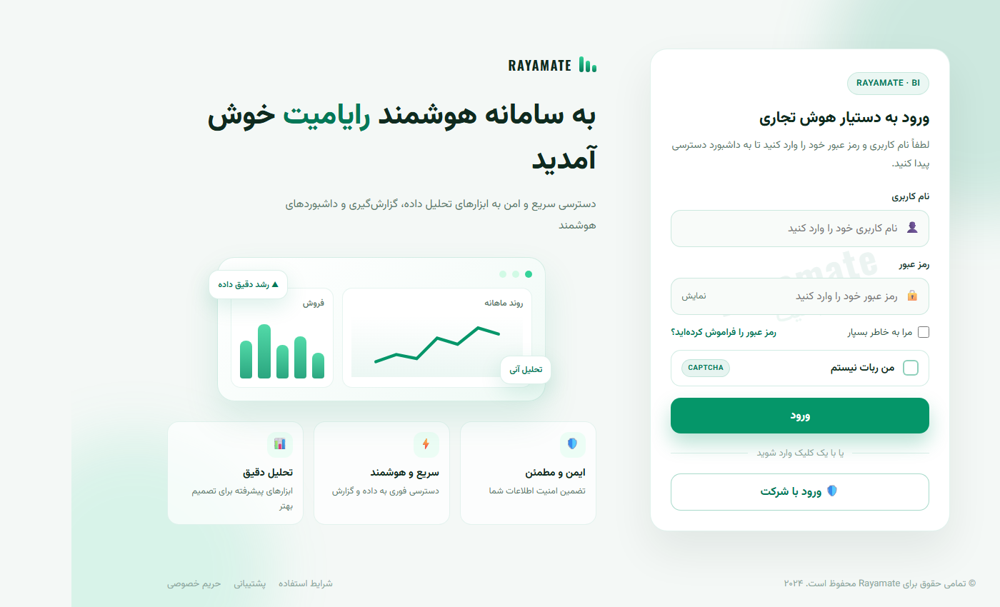 RAYAMATE · BI
ورود به دستیار هوش تجاری
لطفاً نام کاربری و رمز عبور خود را وارد کنید تا به داشبورد دسترسی
پیدا کنید.
نام کاربری
نام کاربری خود را وارد کنید
رمز عبور
رمز عبور خود را وارد کنید
نمایش
مرا به خاطر بسپار
رمز عبور را فراموش کرده‌اید؟
من ربات نیستم
CAPTCHA
ورود
یا با یک کلیک وارد شوید
ورود با شرکت
RAYAMATE
به سامانه هوشمند رایامیت خوش
آمدید
دسترسی سریع و امن به ابزارهای تحلیل داده، گزارش‌گیری و داشبوردهای
هوشمند
▲ رشد دقیق داده
روند ماهانه
فروش
تحلیل آنی
ایمن و مطمئن
تضمین امنیت اطلاعات شما
سریع و هوشمند
دسترسی فوری به داده و گزارش
تحلیل دقیق
ابزارهای پیشرفته برای تصمیم
بهتر
© تمامی حقوق برای Rayamate محفوظ است. ۲۰۲۴
شرایط استفاده
پشتیبانی
حریم خصوصی